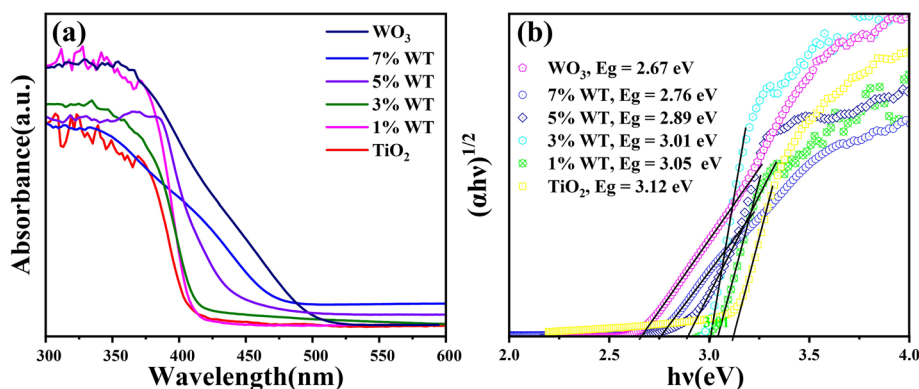 (a)
WO₃
7% WT
5% WT
3% WT
1% WT
TiO₂
Absorbance(a.u.)
300 350 400 450 500 550 600
Wavelength(nm)
(b)
WO₃, Eg = 2.67 eV
7% WT, Eg = 2.76 eV
5% WT, Eg = 2.89 eV
3% WT, Eg = 3.01 eV
1% WT, Eg = 3.05 eV
TiO₂, Eg = 3.12 eV
(αhν)¹/²
3.01
2.0 2.5 3.0 3.5 4.0
hν(eV)